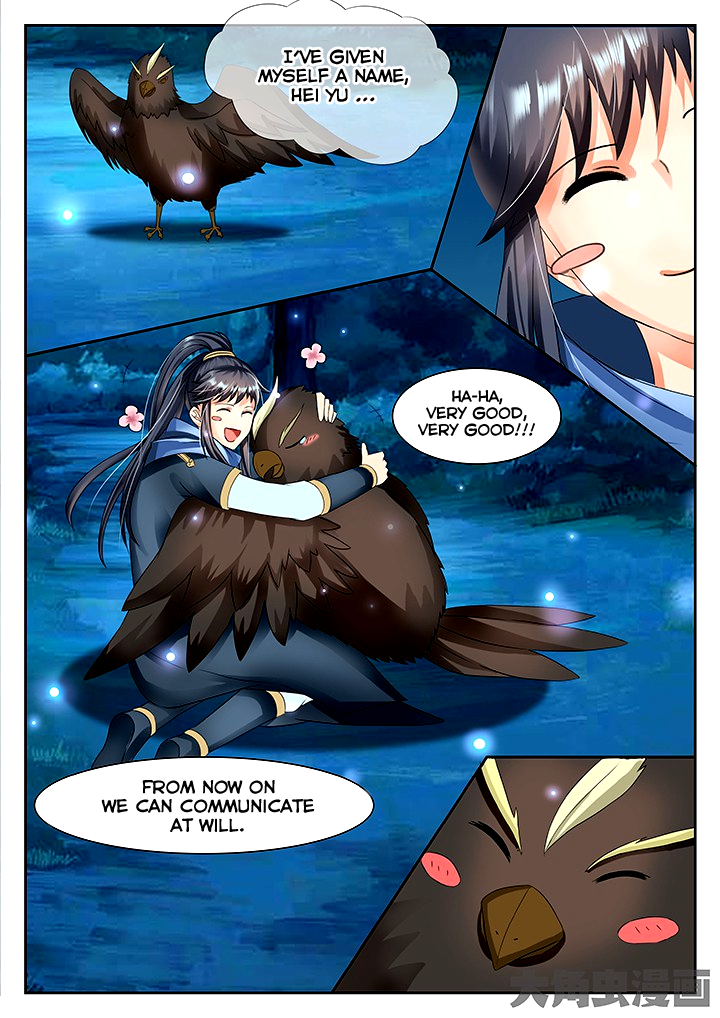 I'VE GIVEN
MYSELF A NAME,
HEI YU ...
HA-HA,
VERY GOOD,
VERY GOOD!!!
FROM NOW ON
WE CAN COMMUNICATE
AT WILL.
大角虫漫画